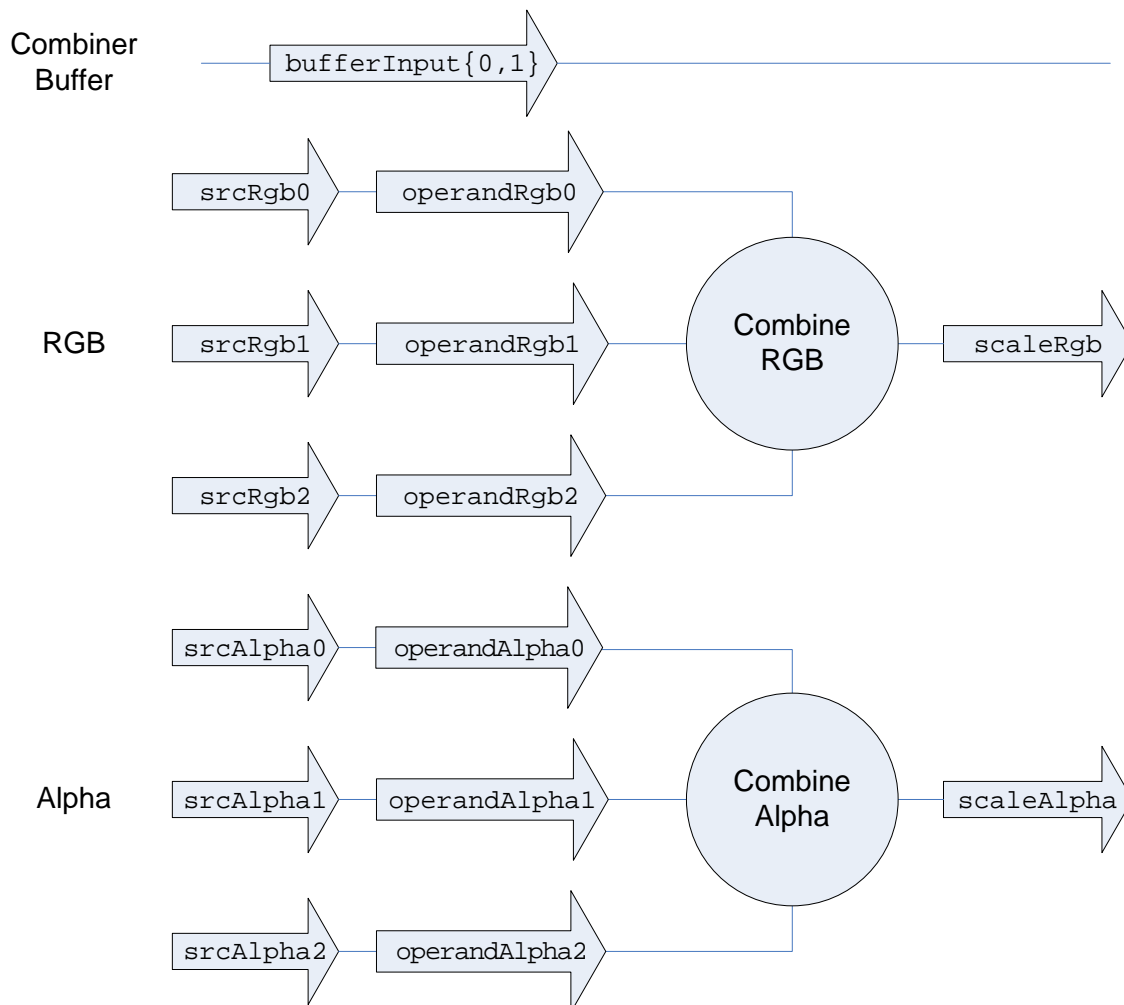 Combiner
Buffer
bufferInput{0,1}
srcRgb0
operandRgb0
RGB
srcRgb1
operandRgb1
Combine
RGB
scaleRgb
srcRgb2
operandRgb2
srcAlpha0
operandAlpha0
Alpha
srcAlpha1
operandAlpha1
Combine
Alpha
scaleAlpha
srcAlpha2
operandAlpha2